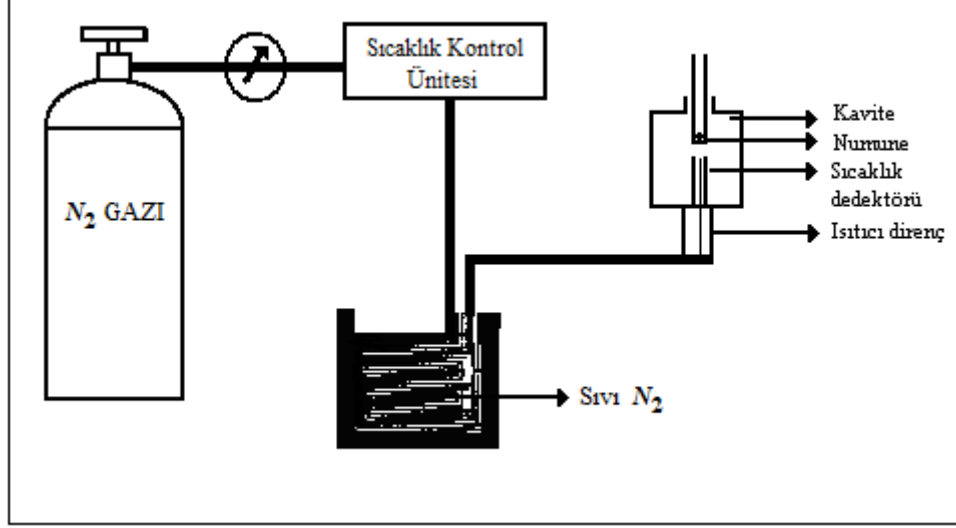 Sıcaklık Kontrol
Ünitesi
N₂ GAZI
Kavite
Numune
Sıcaklık
dedektörü
Isıtıcı direnç
Sıvı N₂